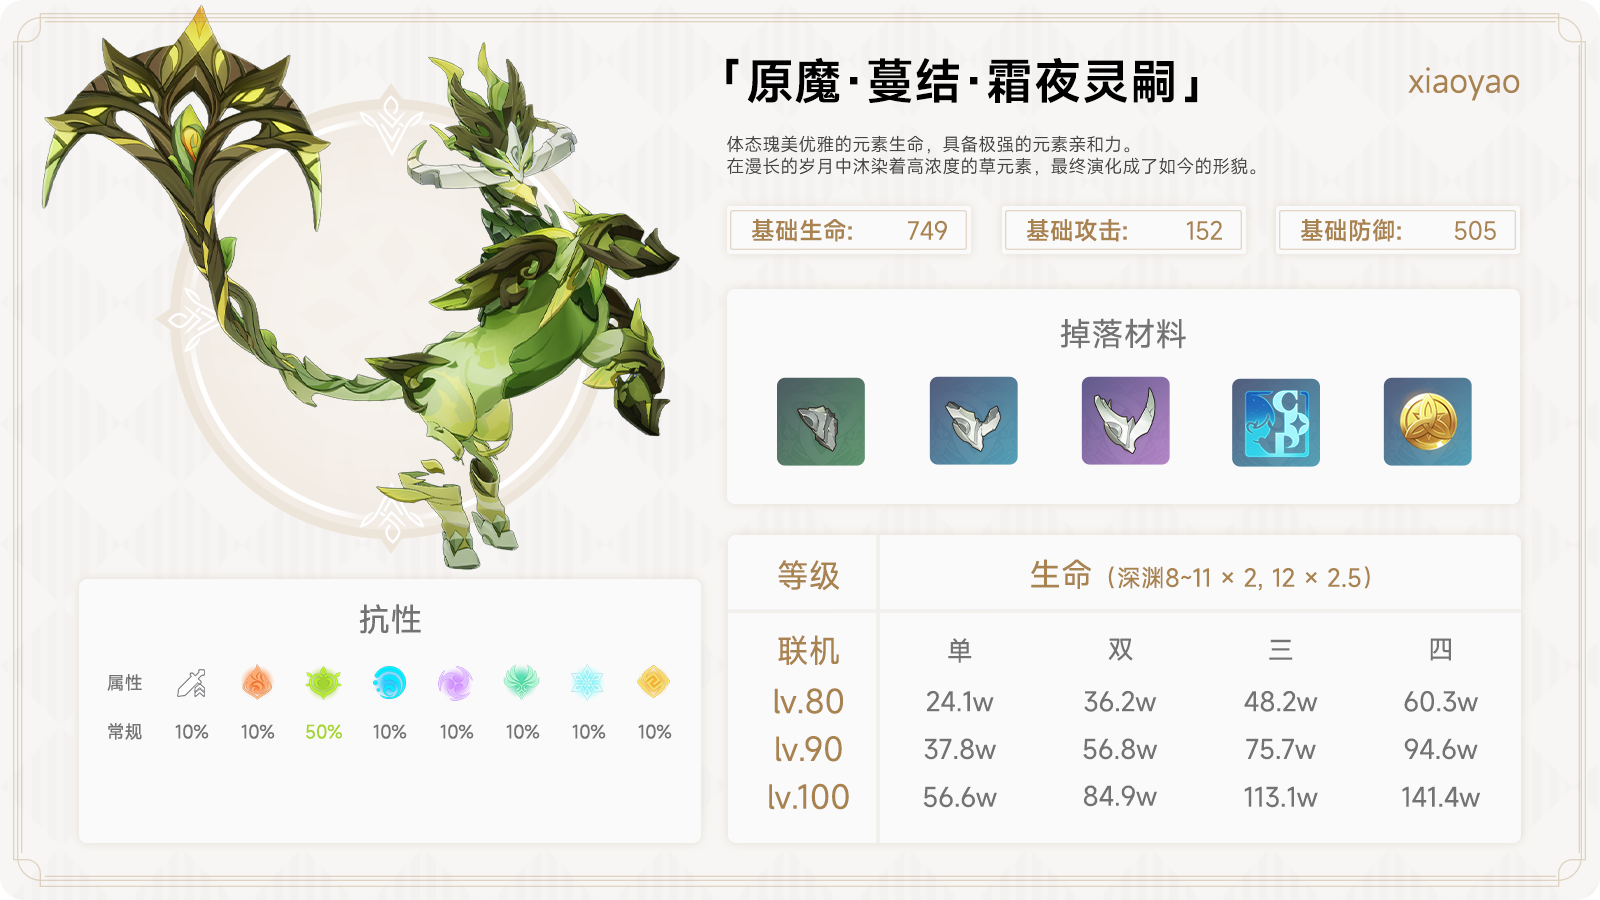 「原魔·蔓结·霜夜灵嗣」
xiaoyao
体态瑰美优雅的元素生命，具备极强的元素亲和力。
在漫长的岁月中沐染着高浓度的草元素，最终演化成了如今的形貌。
基础生命: 749 基础攻击: 152 基础防御: 505
掉落材料
抗性
属性
常规 10% 10% 50% 10% 10% 10% 10% 10%
等级 生命（深渊8~11 × 2, 12 × 2.5）
联机 单 双 三 四
lv.80 24.1w 36.2w 48.2w 60.3w
lv.90 37.8w 56.8w 75.7w 94.6w
lv.100 56.6w 84.9w 113.1w 141.4w